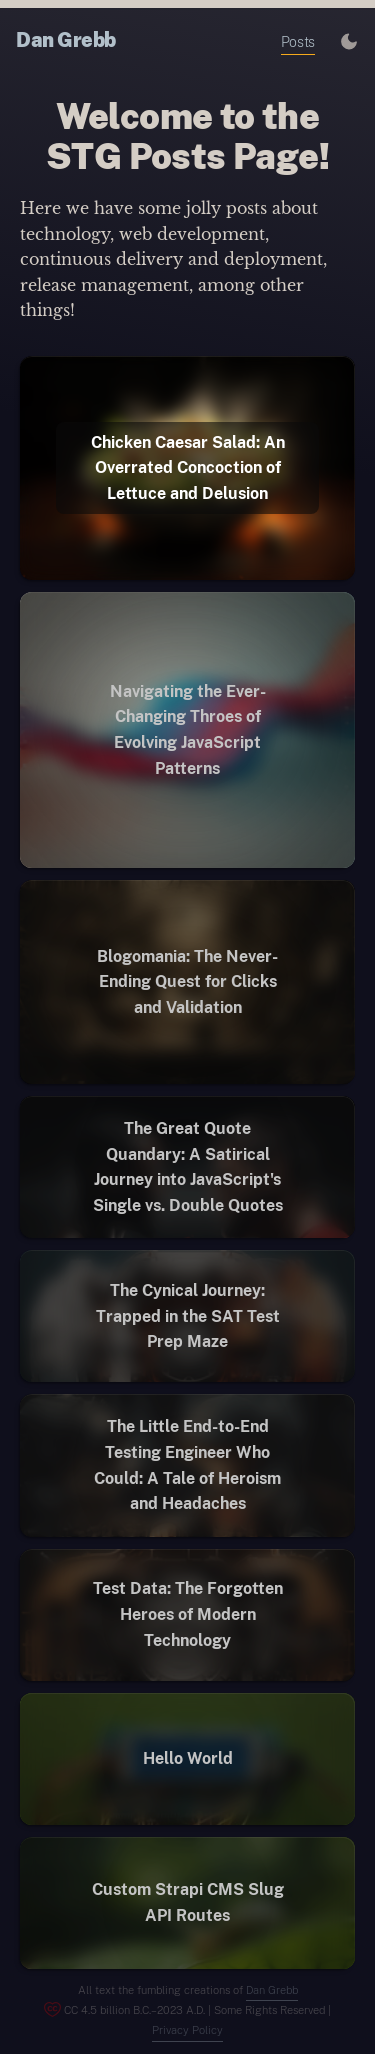 Dan Grebb
Posts
Welcome to the
STG Posts Page!
Here we have some jolly posts about
technology, web development,
continuous delivery and deployment,
release management, among other
things!
Chicken Caesar Salad: An
Overrated Concoction of
Lettuce and Delusion
Navigating the Ever-
Changing Throes of
Evolving JavaScript
Patterns
Blogomania: The Never-
Ending Quest for Clicks
and Validation
The Great Quote
Quandary: A Satirical
Journey into JavaScript's
Single vs. Double Quotes
The Cynical Journey:
Trapped in the SAT Test
Prep Maze
The Little End-to-End
Testing Engineer Who
Could: A Tale of Heroism
and Headaches
Test Data: The Forgotten
Heroes of Modern
Technology
Hello World
Custom Strapi CMS Slug
API Routes
All text the fumbling creations of Dan Grebb
CC 4.5 billion B.C.–2023 A.D. | Some Rights Reserved |
Privacy Policy